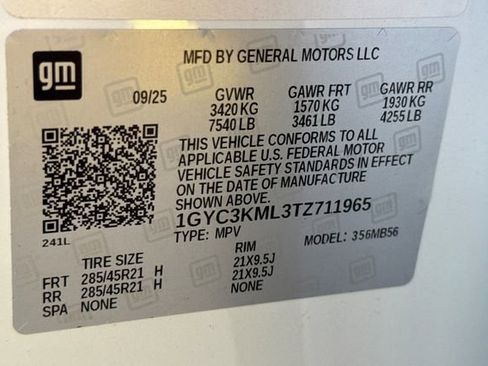 gm
MFD BY GENERAL MOTORS LLC
09/25 GVWR GAWR FRT GAWR RR
3420 KG 1570 KG 1930 KG
7540 LB 3461 LB 4255 LB
THIS VEHICLE CONFORMS TO ALL
APPLICABLE U.S. FEDERAL MOTOR
VEHICLE SAFETY STANDARDS IN EFFECT
ON THE DATE OF MANUFACTURE
SHOWN ABOVE.
1GYC3KML3TZ711965
241L
TYPE: MPV MODEL: 356MB56
TIRE SIZE RIM
FRT 285/45R21 H 21X9.5J
RR 285/45R21 H 21X9.5J
SPA NONE NONE